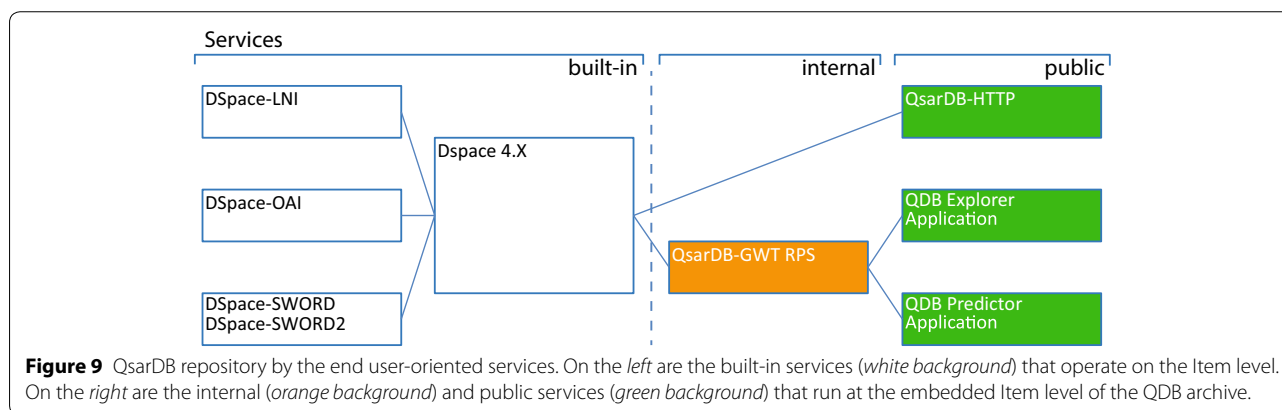 Services
built-in
internal
public
DSpace-LNI
QsarDB-HTTP
Dspace 4.X
DSpace-OAI
QDB Explorer
Application
QsarDB-GWT RPS
DSpace-SWORD
DSpace-SWORD2
QDB Predictor
Application
Figure 9 QsarDB repository by the end user-oriented services. On the left are the built-in services (white background) that operate on the Item level.
On the right are the internal (orange background) and public services (green background) that run at the embedded Item level of the QDB archive.